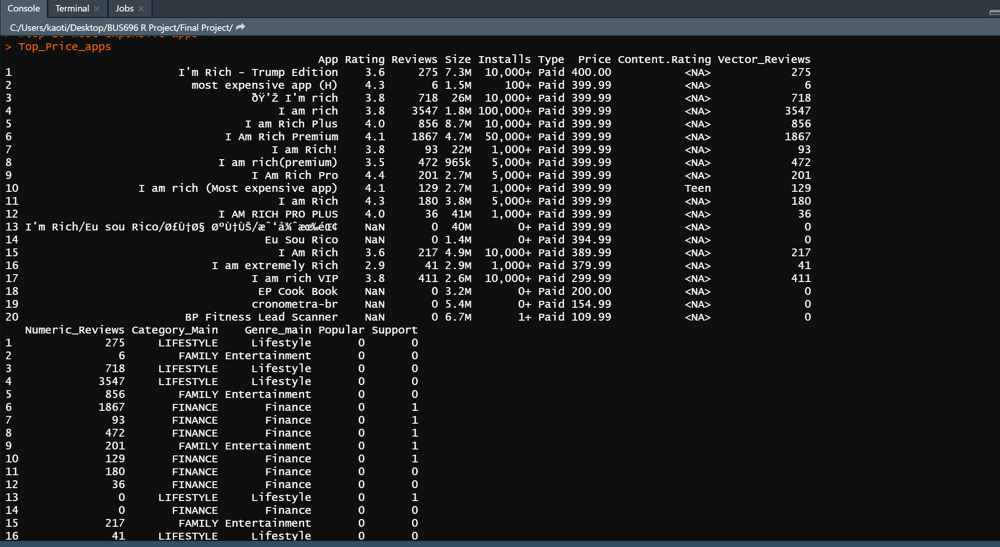 Console Terminal × Jobs ×
C:/Users/kaoti/Desktop/BUS696 R Project/Final Project/
> Top_Price_apps
App Rating Reviews Size Installs Type Price Content.Rating Vector_Reviews
1 I'm Rich - Trump Edition 3.6 275 7.3M 10,000+ Paid 400.00 <NA> 275
2 most expensive app (H) 4.3 6 1.5M 100+ Paid 399.99 <NA> 6
3 ðŸ’Ž I'm rich 3.8 718 26M 10,000+ Paid 399.99 <NA> 718
4 I am rich 3.8 3547 1.8M 100,000+ Paid 399.99 <NA> 3547
5 I am Rich Plus 4.0 856 8.7M 10,000+ Paid 399.99 <NA> 856
6 I Am Rich Premium 4.1 1867 4.7M 50,000+ Paid 399.99 <NA> 1867
7 I am Rich! 3.8 93 22M 1,000+ Paid 399.99 <NA> 93
8 I am rich(premium) 3.5 472 965k 5,000+ Paid 399.99 <NA> 472
9 I Am Rich Pro 4.4 201 2.7M 5,000+ Paid 399.99 <NA> 201
10 I am rich (Most expensive app) 4.1 129 2.7M 1,000+ Paid 399.99 Teen 129
11 I am Rich 4.3 180 3.8M 5,000+ Paid 399.99 <NA> 180
12 I AM RICH PRO PLUS 4.0 36 41M 1,000+ Paid 399.99 <NA> 36
13 I'm Rich/Eu sou Rico/Ø£Ù†Ø§ ØºÙ†ÙŠ/æˆ‘å¾ˆæœ‰éŒ¢ NaN 0 40M 0+ Paid 399.99 <NA> 0
14 Eu Sou Rico NaN 0 1.4M 0+ Paid 394.99 <NA> 0
15 I Am Rich 3.6 217 4.9M 10,000+ Paid 389.99 <NA> 217
16 I am extremely Rich 2.9 41 2.9M 1,000+ Paid 379.99 <NA> 41
17 I am rich VIP 3.8 411 2.6M 10,000+ Paid 299.99 <NA> 411
18 EP Cook Book NaN 0 3.2M 0+ Paid 200.00 <NA> 0
19 cronometra-br NaN 0 5.4M 0+ Paid 154.99 <NA> 0
20 BP Fitness Lead Scanner NaN 0 6.7M 1+ Paid 109.99 <NA> 0
Numeric_Reviews Category_Main Genre_main Popular Support
1 275 LIFESTYLE Lifestyle 0 0
2 6 FAMILY Entertainment 0 0
3 718 LIFESTYLE Lifestyle 0 0
4 3547 LIFESTYLE Lifestyle 0 0
5 856 FAMILY Entertainment 0 0
6 1867 FINANCE Finance 0 1
7 93 FINANCE Finance 0 1
8 472 FINANCE Finance 0 1
9 201 FAMILY Entertainment 0 1
10 129 FINANCE Finance 0 1
11 180 FINANCE Finance 0 0
12 36 FINANCE Finance 0 0
13 0 LIFESTYLE Lifestyle 0 1
14 0 FINANCE Finance 0 0
15 217 FAMILY Entertainment 0 0
16 41 LIFESTYLE Lifestyle 0 0